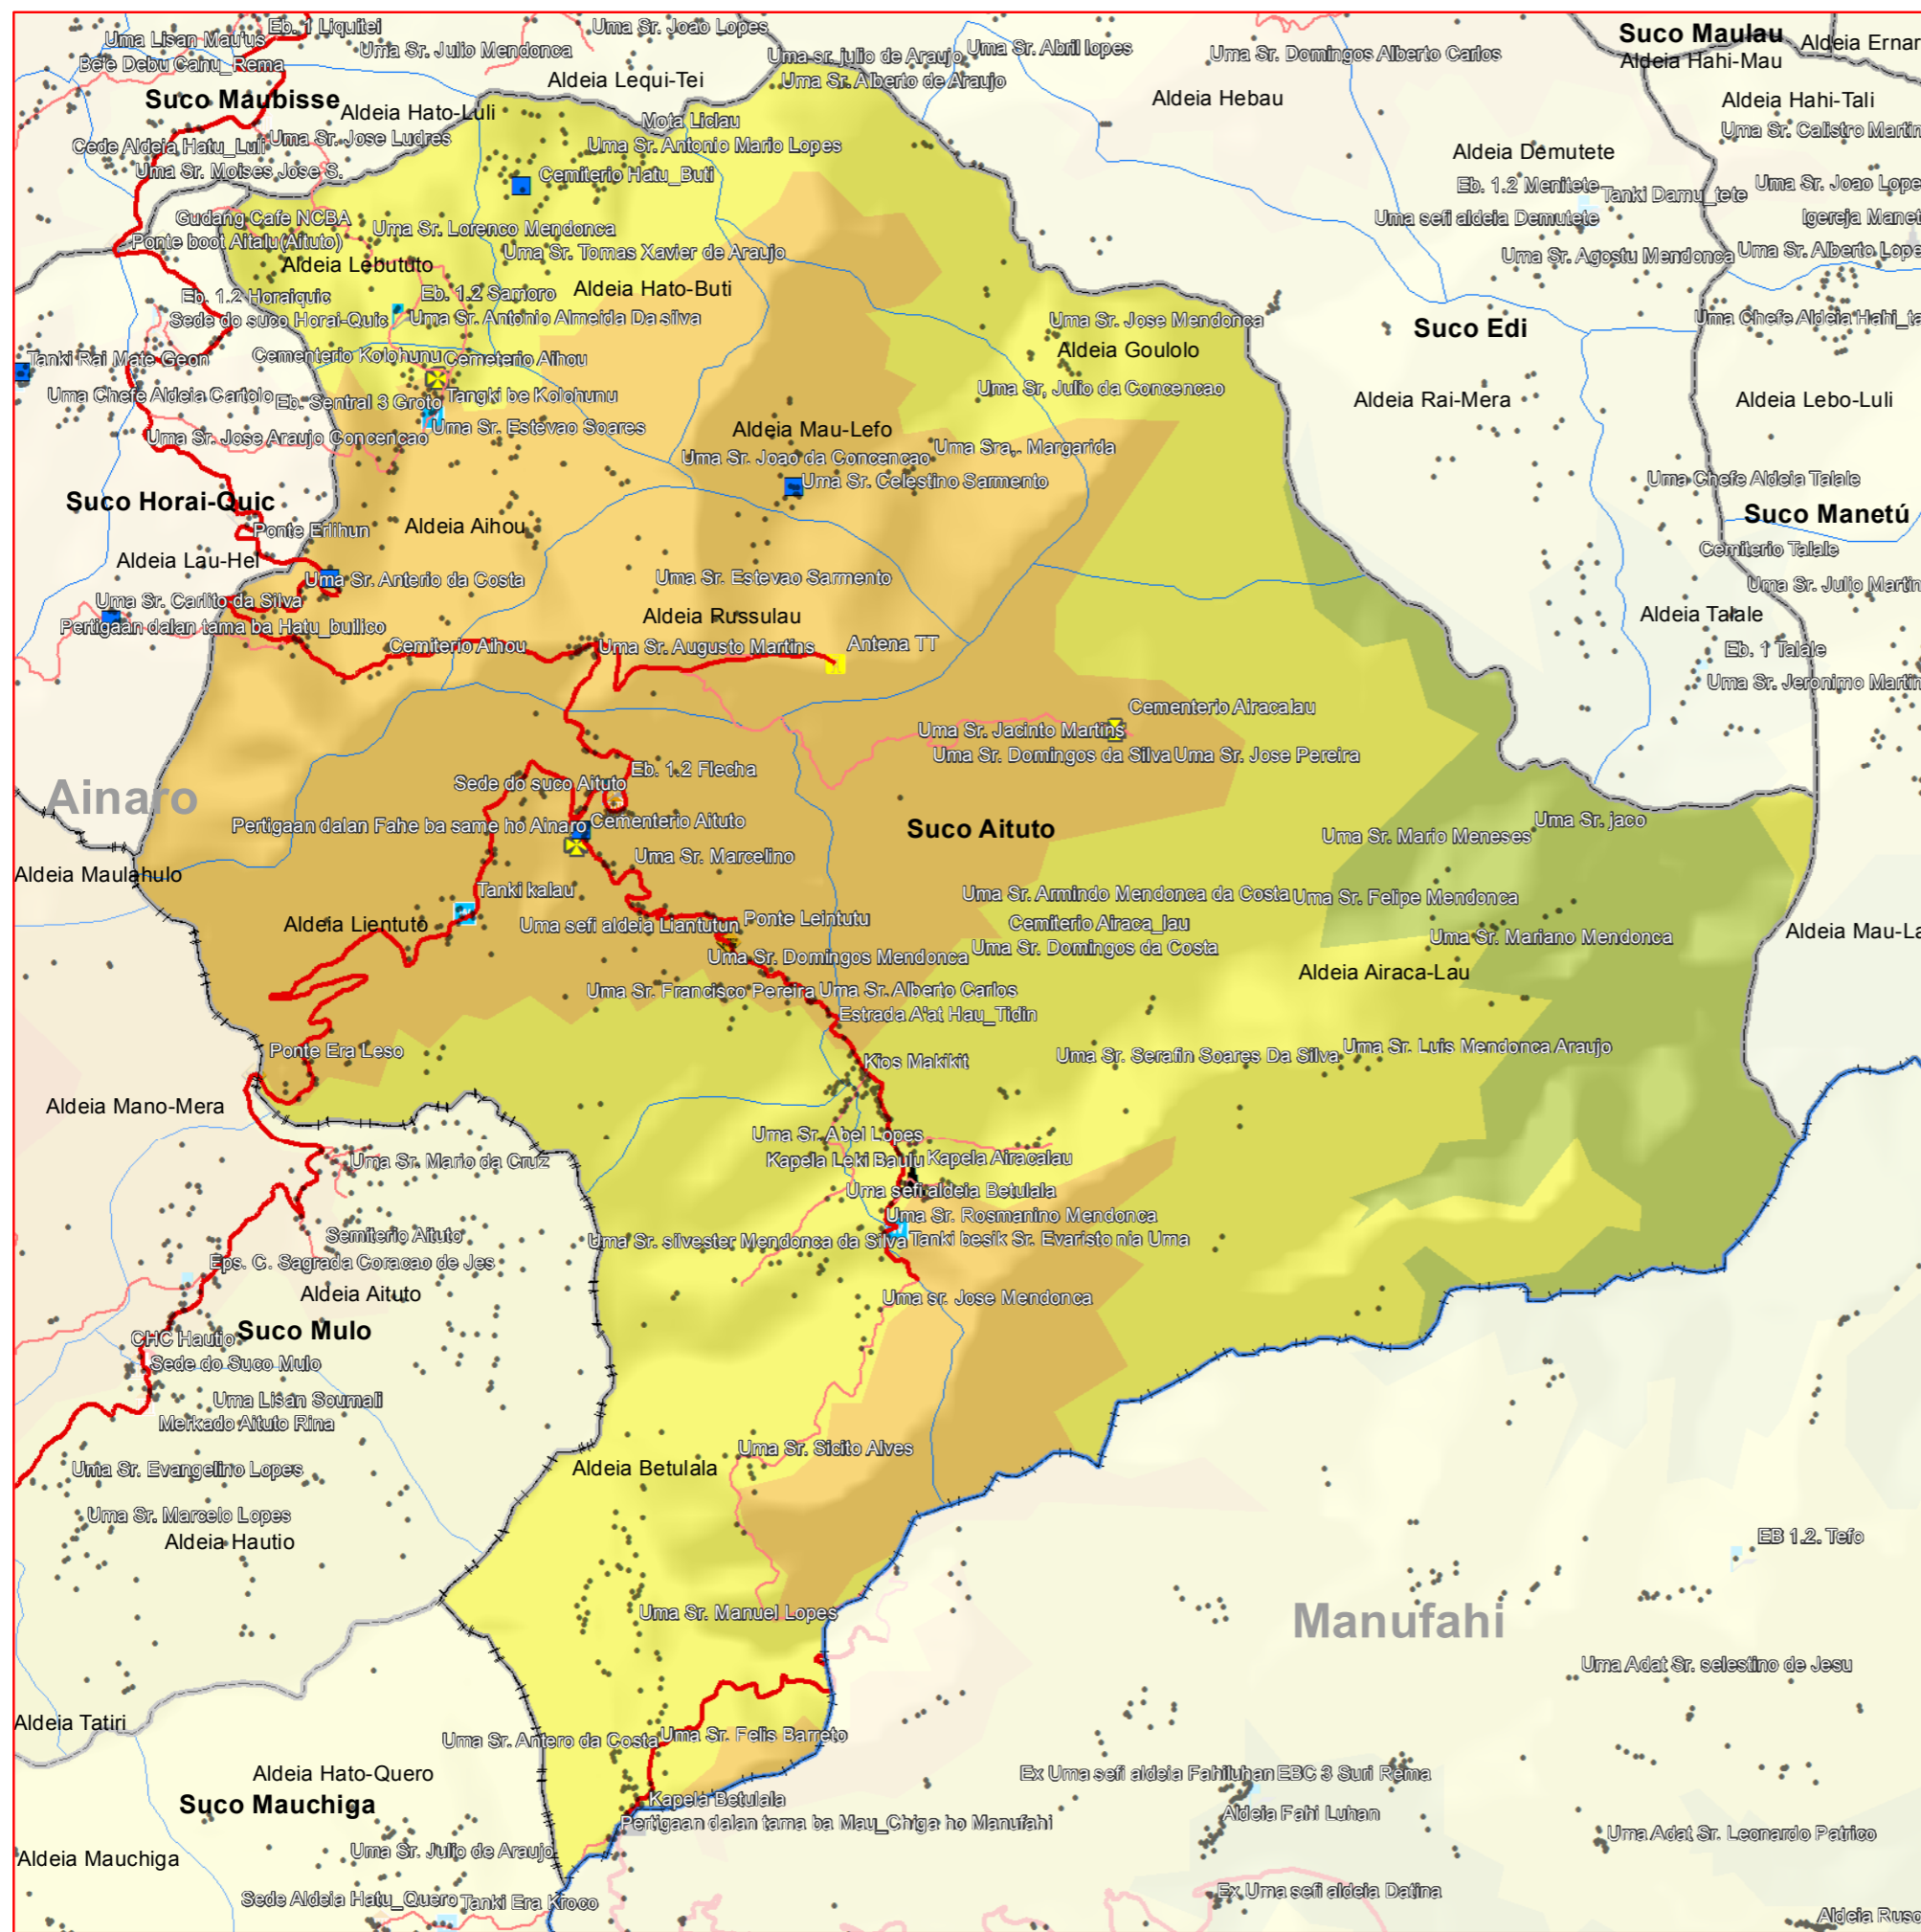 Eb. 1 Liquitei
Uma Sr. Joao Lopes
Suco Maulau
Uma Lisan Mau'us
Uma Sr. Julio Mendonca
Uma Sr. Abril lopes
Aldeia Ernar
Uma sr. julio de Araujo
Uma Sr. Domingos Alberto Carlos
Aldeia Hahi-Mau
Beie Debu Canu_Rema
Aldeia Lequi-Tei
Uma Sr. Alberto de Araujo
Suco Maubisse
Aldeia Hebau
Aldeia Hahi-Tali
Aldeia Hato-Luli
Mota Liclau
Uma Sr. Calistro Martin
Uma Sr. Jose Ludres
Cede Aldeia Hatu_Luli
Uma Sr. Antonio Mario Lopes
Aldeia Demutete
Uma Sr. Moises Jose S.
Cemiterio Hatu_Buti
Eb. 1.2 Menitete
Tanki Damu_tete
Uma Sr. Joao Lope
Gudang Cafe NCBA
Uma Sr. Lorenco Mendonca
Uma sefi aldeia Demutete
Igereja Manet
Ponte boot Aitalu(Aituto)
Uma Sr. Tomas Xavier de Araujo
Uma Sr. Agostu Mendonca
Uma Sr. Alberto Lope
Aldeia Lebututo
Aldeia Hato-Buti
Eb. 1.2 Horaiquic
Eb. 1.2 Samoro
Sede do suco Horai-Quic
Uma Sr. Antonio Almeida Da silva
Uma Sr. Jose Mendonca
Suco Edi
Uma Chefe Aldeia Hahi_ta
Tanki Rai Mate Geon
Cementerio Kolohunu
Cemeterio Aihou
Aldeia Goulolo
Uma Sr, Julio da Concencao
Uma Chefe Aldeia Cartolo
Eb. Sentral 3 Groto
Tangki be Kolohunu
Aldeia Rai-Mera
Aldeia Lebo-Luli
Uma Sr. Jose Araujo Concencao
Uma Sr. Estevao Soares
Aldeia Mau-Lefo
Uma Sra,. Margarida
Uma Sr. Joao da Concencao
Uma Sr. Celestino Sarmento
Uma Chefe Aldeia Talale
Suco Horai-Quic
Suco Manetú
Ponte Erlihun
Aldeia Aihou
Aldeia Lau-Hel
Cemiterio Talale
Uma Sr. Anterio da Costa
Uma Sr. Estevao Sarmento
Uma Sr. Julio Martin
Uma Sr. Carlito da Silva
Aldeia Russulau
Aldeia Talale
Pertigaan dalan tama ba Hatu_builico
Cemiterio Aihou
Uma Sr. Augusto Martins
Antena TT
Eb. 1 Talale
Uma Sr. Jeronimo Martin
Cementerio Airacalau
Uma Sr. Jacinto Martins
Uma Sr. Domingos da Silva
Uma Sr. Jose Pereira
Eb. 1.2 Flecha
Ainaro
Sede do suco Aituto
Pertigaan dalan Fahe ba same ho Ainaro
Cementerio Aituto
Suco Aituto
Uma Sr. jaco
Uma Sr. Mario Meneses
Uma Sr. Marcelino
Aldeia Maulahulo
Tanki kalau
Uma Sr. Armindo Mendonca da Costa
Uma Sr. Felipe Mendonca
Aldeia Lientuto
Uma sefi aldeia Liantutun
Ponte Leintutu
Cemiterio Airaca_lau
Uma Sr. Mariano Mendonca
Aldeia Mau-La
Uma Sr. Domingos Mendonca
Uma Sr. Domingos da Costa
Aldeia Airaca-Lau
Uma Sr. Francisco Pereira
Uma Sr. Alberto Carlos
Estrada A'at Hau_Tidin
Ponte Era Leso
Kios Makikit
Uma Sr. Serafin Soares Da Silva
Uma Sr. Luis Mendonca Araujo
Aldeia Mano-Mera
Uma Sr. Abel Lopes
Uma Sr. Mario da Cruz
Kapela Leki Baulu
Kapela Airacalau
Uma sefi aldeia Betulala
Uma Sr. Rosmanino Mendonca
Semiterio Aituto
Uma Sr. silvester Mendonca da Silva
Tanki besik Sr. Evaristo nia Uma
Eps. C. Sagrada Coracao de Jes
Aldeia Aituto
Uma sr. Jose Mendonca
CHC Hautio
Suco Mulo
Sede do Suco Mulo
Uma Lisan Soumali
Merkado Aituto Rina
Uma Sr. Sicito Alves
Uma Sr. Evangelino Lopes
Aldeia Betulala
Uma Sr. Marcelo Lopes
Aldeia Hautio
EB 1.2. Tefo
Uma Sr. Manuel Lopes
Manufahi
Uma Adat Sr. selestino de Jesu
Aldeia Tatiri
Uma Sr. Antero da Costa
Uma Sr. Felis Barreto
Aldeia Hato-Quero
Ex Uma sefi aldeia Fahiluhan
EBC 3 Suri Rema
Suco Mauchiga
Kapela Betulala
Aldeia Fahi Luhan
Pertigaan dalan tama ba Mau_Chiga ho Manufahi
Uma Adat Sr. Leonardo Patrico
Aldeia Mauchiga
Uma Sr. Julio de Araujo
Sede Aldeia Hatu_Quero
Tanki Era Kroco
Ex Uma sefi aldeia Datina
Aldeia Ruso